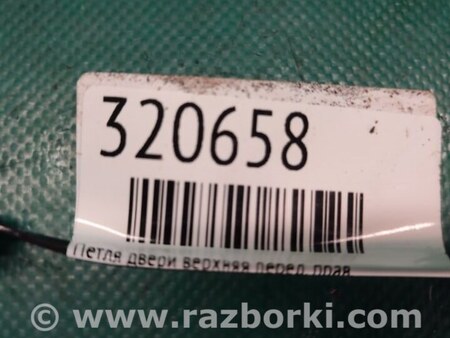 320658
Петля двери верхняя перед прав
© www.razborki.com